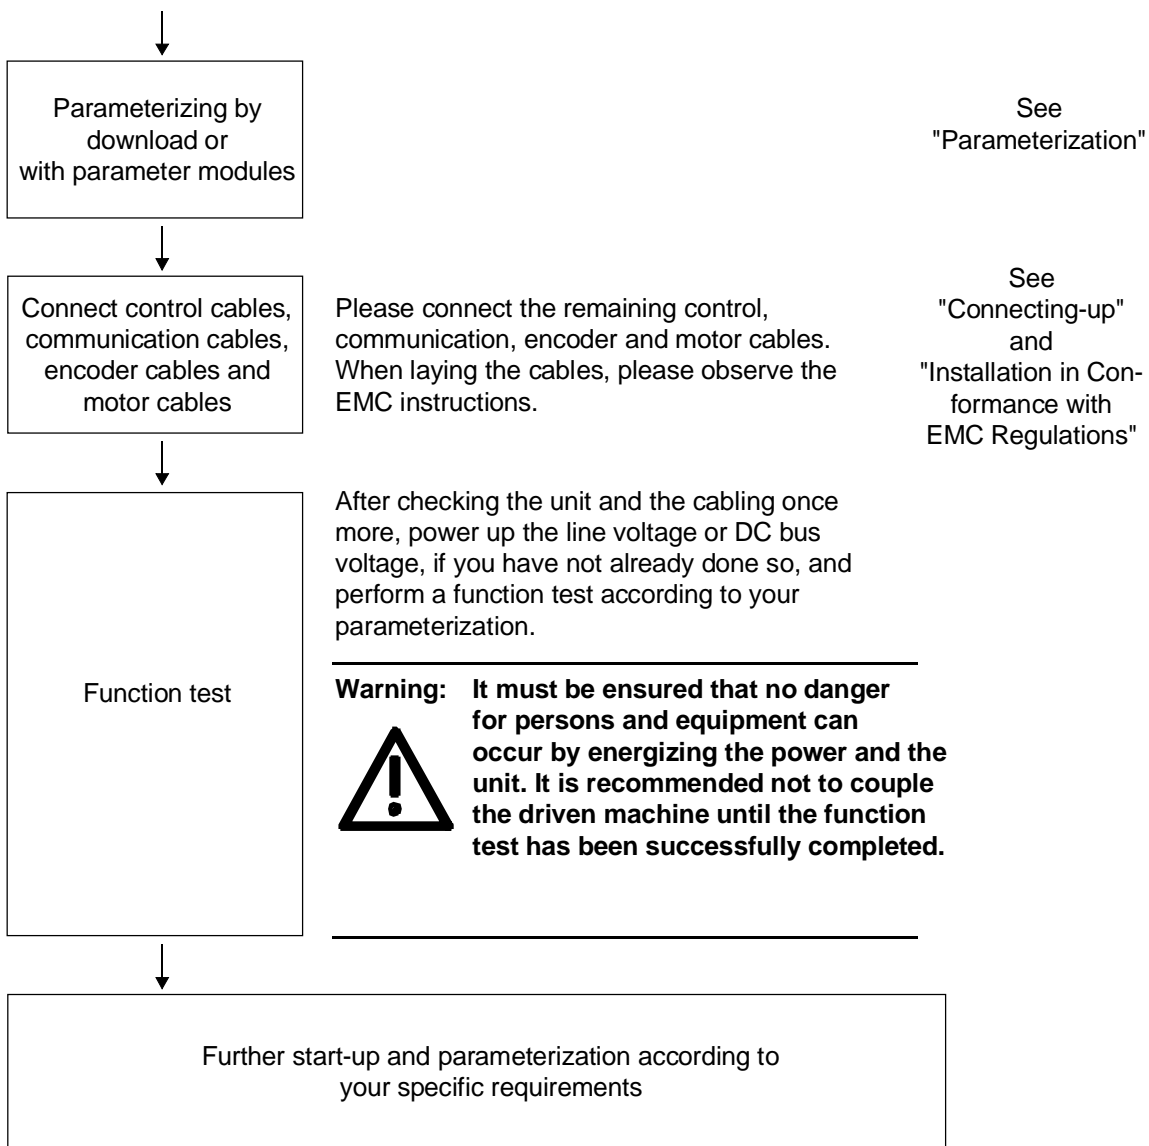 Parameterizing by
download or
with parameter modules
See
"Parameterization"
Connect control cables,
communication cables,
encoder cables and
motor cables
Please connect the remaining control,
communication, encoder and motor cables.
When laying the cables, please observe the
EMC instructions.
See
"Connecting-up"
and
"Installation in Con-
formance with
EMC Regulations"
Function test
After checking the unit and the cabling once
more, power up the line voltage or DC bus
voltage, if you have not already done so, and
perform a function test according to your
parameterization.
Warning: It must be ensured that no danger
for persons and equipment can
occur by energizing the power and the
unit. It is recommended not to couple
the driven machine until the function
test has been successfully completed.
Further start-up and parameterization according to
your specific requirements